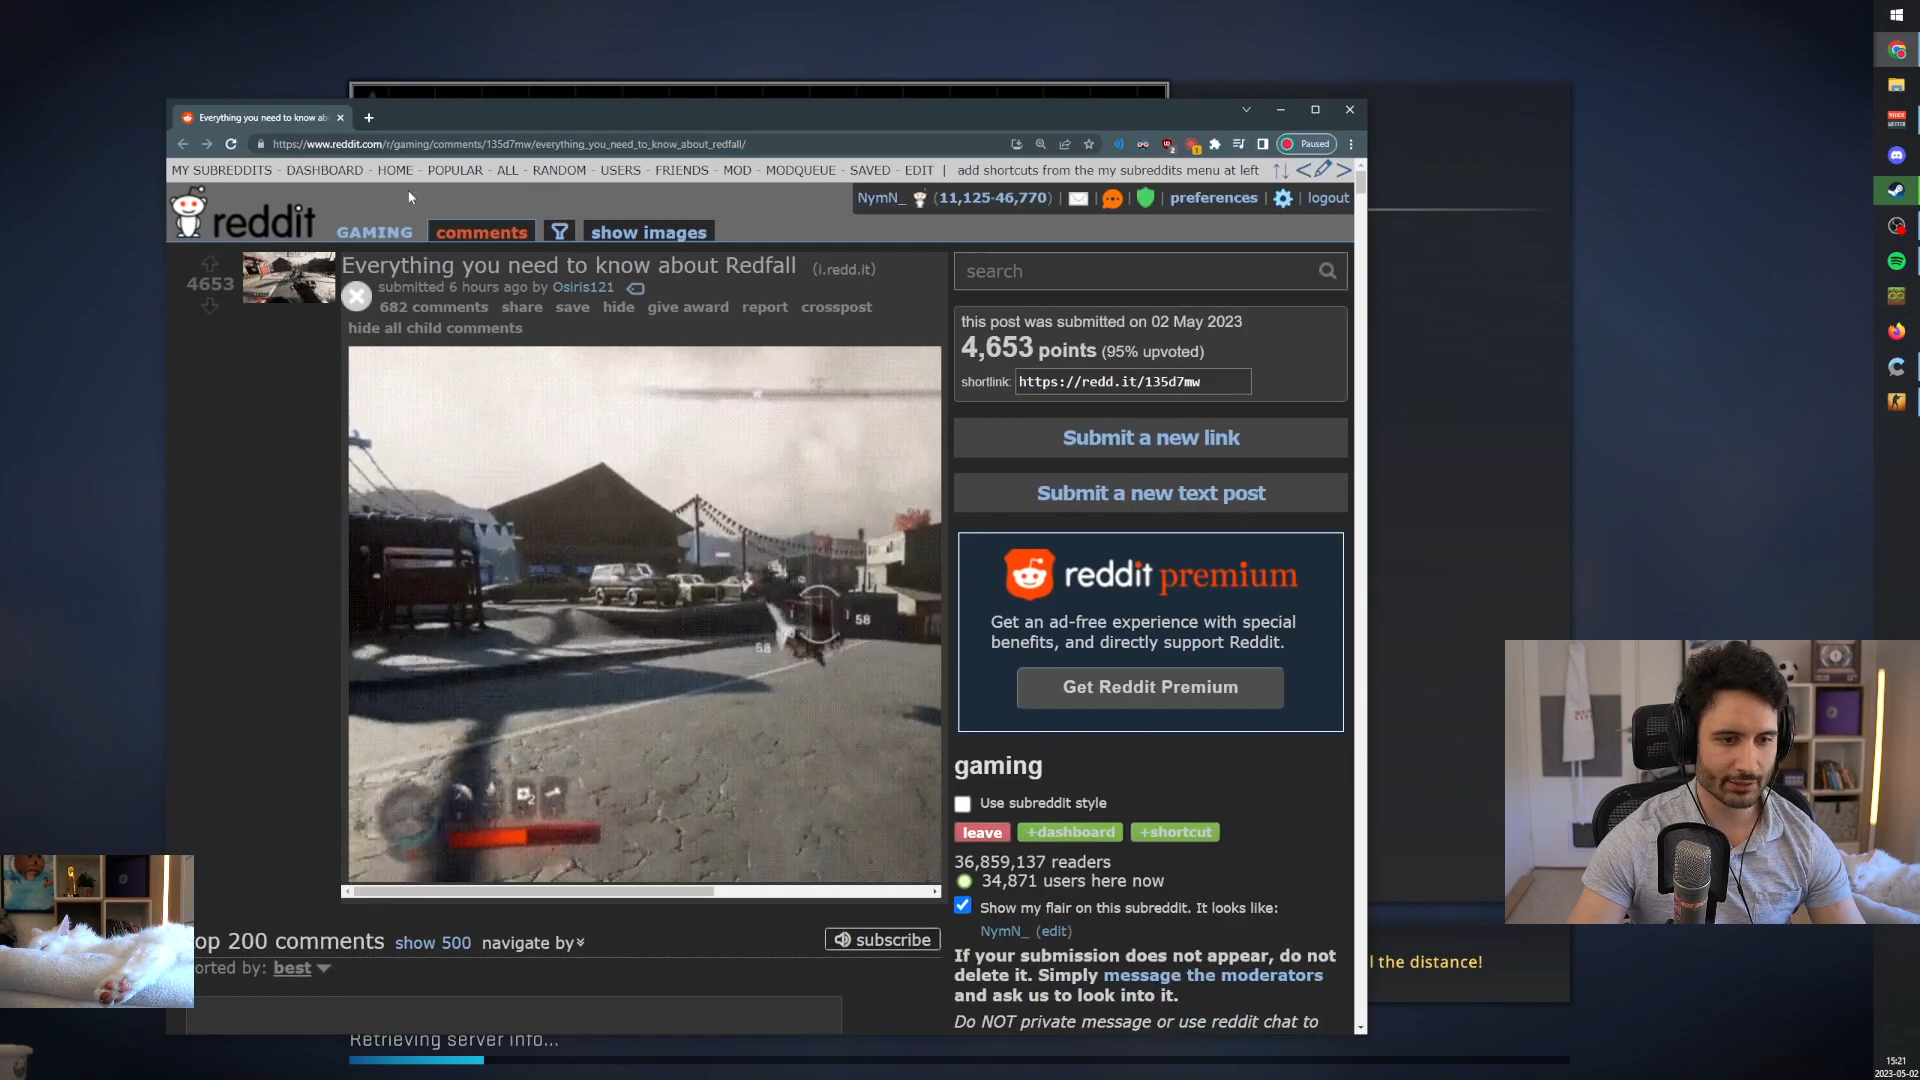 Everything you need to know ab
https://www.reddit.com/r/gaming/comments/135d7mw/everything_you_need_to_know_about_redfall/
Paused
MY SUBREDDITS - DASHBOARD - HOME - POPULAR - ALL - RANDOM - USERS - FRIENDS - MOD - MODQUEUE - SAVED - EDIT | add shortcuts from the my subreddits menu at left
NymN_ (11,125·46,770) | preferences | logout
reddit GAMING comments show images
4653
Everything you need to know about Redfall (i.redd.it)
submitted 6 hours ago by Osiris121
682 comments share save hide give award report crosspost
hide all child comments
58
58
2
search
this post was submitted on 02 May 2023
4,653 points (95% upvoted)
shortlink: https://redd.it/135d7mw
Submit a new link
Submit a new text post
reddit premium
Get an ad-free experience with special
benefits, and directly support Reddit.
Get Reddit Premium
gaming
Use subreddit style
leave +dashboard +shortcut
36,859,137 readers
34,871 users here now
Show my flair on this subreddit. It looks like:
NymN_ (edit)
If your submission does not appear, do not
delete it. Simply message the moderators
and ask us to look into it.
Do NOT private message or use reddit chat to
op 200 comments show 500 navigate by
subscribe
orted by: best
l the distance!
Retrieving server info...
15:21
2023-05-02